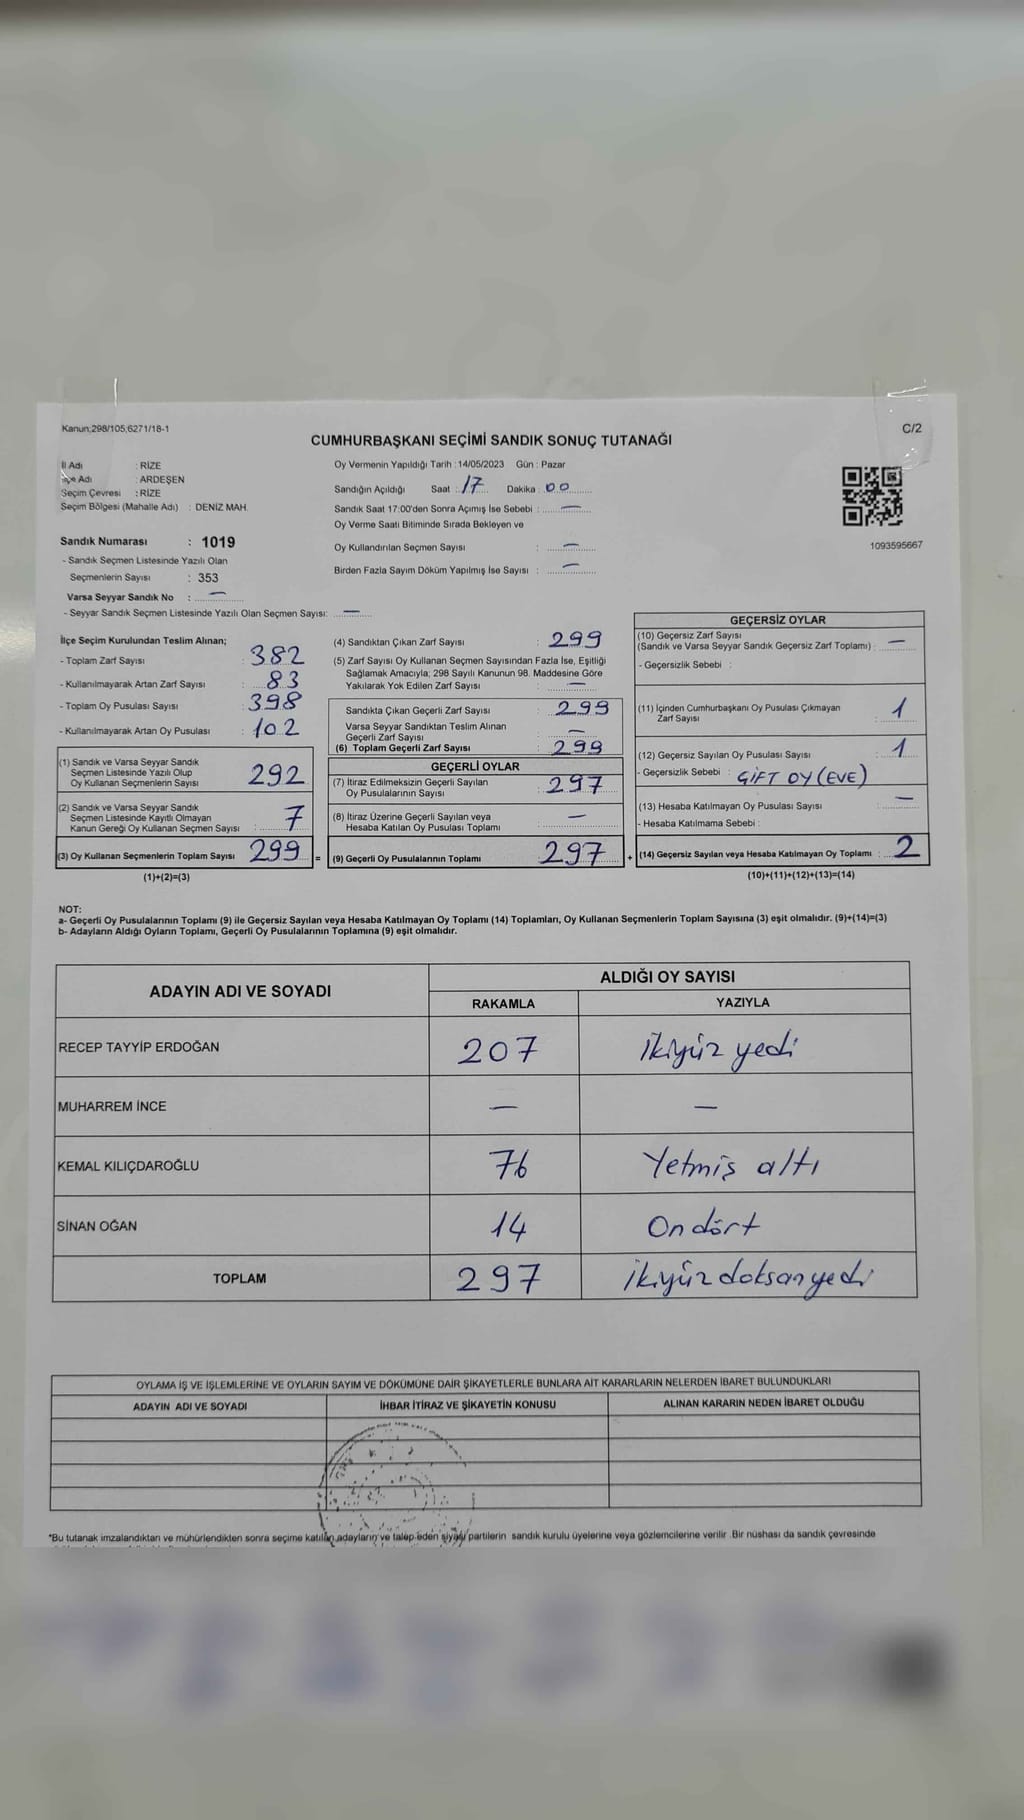 Kanun;298/105;6271/18-1
C/2
CUMHURBAŞKANI SEÇİMİ SANDIK SONUÇ TUTANAĞI
İl Adı : RİZE
Adı : ARDEŞEN
Seçim Çevresi : RİZE
Seçim Bölgesi (Mahalle Adı) : DENİZ MAH.
Sandık Numarası : 1019
- Sandık Seçmen Listesinde Yazılı Olan
Seçmenlerin Sayısı : 353
Varsa Seyyar Sandık No : —
- Seyyar Sandık Seçmen Listesinde Yazılı Olan Seçmen Sayısı: —
Oy Vermenin Yapıldığı Tarih : 14/05/2023 Gün : Pazar
Sandığın Açıldığı Saat : 17 Dakika : 00
Sandık Saat 17:00'den Sonra Açımış İse Sebebi : —
Oy Verme Saati Bitiminde Sırada Bekleyen ve
Oy Kullandırılan Seçmen Sayısı : —
Birden Fazla Sayım Döküm Yapılmış İse Sayısı : —
1093595667
İlçe Seçim Kurulundan Teslim Alınan;
- Toplam Zarf Sayısı : 382
- Kullanılmayarak Artan Zarf Sayısı : 83
- Toplam Oy Pusulası Sayısı : 398
- Kullanılmayarak Artan Oy Pusulası : 102
(1) Sandık ve Varsa Seyyar Sandık
Seçmen Listesinde Yazılı Olup
Oy Kullanan Seçmenlerin Sayısı : 292
(2) Sandık ve Varsa Seyyar Sandık
Seçmen Listesinde Kayıtlı Olmayan
Kanun Gereği Oy Kullanan Seçmen Sayısı : 7
(3) Oy Kullanan Seçmenlerin Toplam Sayısı : 299 =
(1)+(2)=(3)
(4) Sandıktan Çıkan Zarf Sayısı : 299
(5) Zarf Sayısı Oy Kullanan Seçmen Sayısından Fazla İse, Eşitliği
Sağlamak Amacıyla; 298 Sayılı Kanunun 98. Maddesine Göre
Yakılarak Yok Edilen Zarf Sayısı : —
Sandıkta Çıkan Geçerli Zarf Sayısı : 299
Varsa Seyyar Sandıktan Teslim Alınan
Geçerli Zarf Sayısı : —
(6) Toplam Geçerli Zarf Sayısı : 299
GEÇERLİ OYLAR
(7) İtiraz Edilmeksizin Geçerli Sayılan
Oy Pusulalarının Sayısı : 297
(8) İtiraz Üzerine Geçerli Sayılan veya
Hesaba Katılan Oy Pusulası Toplamı : —
(9) Geçerli Oy Pusulalarının Toplamı : 297 +
GEÇERSİZ OYLAR
(10) Geçersiz Zarf Sayısı
(Sandık ve Varsa Seyyar Sandık Geçersiz Zarf Toplamı) : —
- Geçersizlik Sebebi :
(11) İçinden Cumhurbaşkanı Oy Pusulası Çıkmayan
Zarf Sayısı : 1
(12) Geçersiz Sayılan Oy Pusulası Sayısı : 1
- Geçersizlik Sebebi : GİFT OY (EVE)
(13) Hesaba Katılmayan Oy Pusulası Sayısı : —
- Hesaba Katılmama Sebebi :
(14) Geçersiz Sayılan veya Hesaba Katılmayan Oy Toplamı : 2
(10)+(11)+(12)+(13)=(14)
NOT:
a- Geçerli Oy Pusulalarının Toplamı (9) ile Geçersiz Sayılan veya Hesaba Katılmayan Oy Toplamı (14) Toplamları, Oy Kullanan Seçmenlerin Toplam Sayısına (3) eşit olmalıdır. (9)+(14)=(3)
b- Adayların Aldığı Oyların Toplamı, Geçerli Oy Pusulalarının Toplamına (9) eşit olmalıdır.
ADAYIN ADI VE SOYADI
ALDIĞI OY SAYISI
RAKAMLA YAZIYLA
RECEP TAYYİP ERDOĞAN 207 ikiyüz yedi
MUHARREM İNCE — —
KEMAL KILIÇDAROĞLU 76 Yetmiş altı
SİNAN OĞAN 14 On dört
TOPLAM 297 ikiyüz doksan yedi
OYLAMA İŞ VE İŞLEMLERİNE VE OYLARIN SAYIM VE DÖKÜMÜNE DAİR ŞİKAYETLERLE BUNLARA AİT KARARLARIN NELERDEN İBARET BULUNDUKLARI
ADAYIN ADI VE SOYADI İHBAR İTİRAZ VE ŞİKAYETİN KONUSU ALINAN KARARIN NEDEN İBARET OLDUĞU
*Bu tutanak imzalandıktan ve mühürlendikten sonra seçime katılan adayların ve talep eden siyasi partilerin sandık kurulu üyelerine veya gözlemcilerine verilir .Bir nüshası da sandık çevresinde